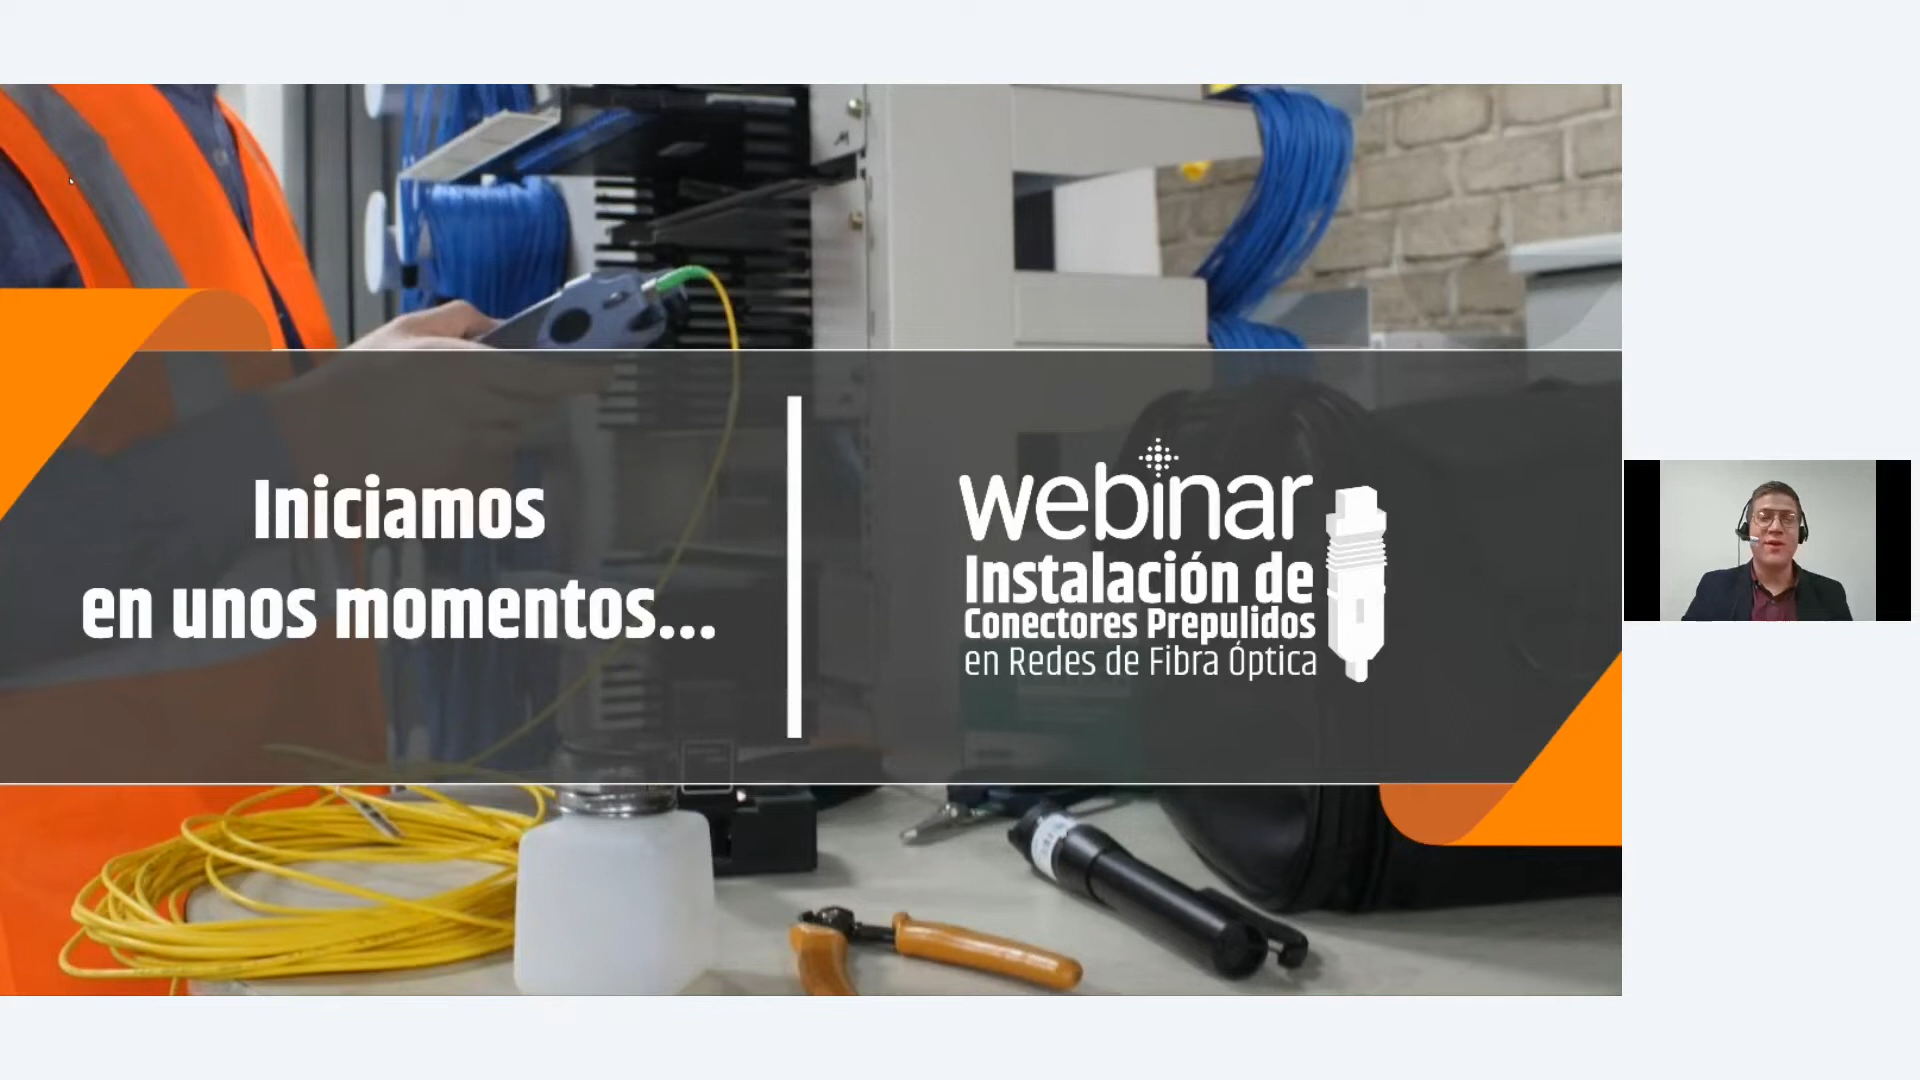 Iniciamos
en unos momentos...
webinar
Instalación de
Conectores Prepulidos
en Redes de Fibra Óptica